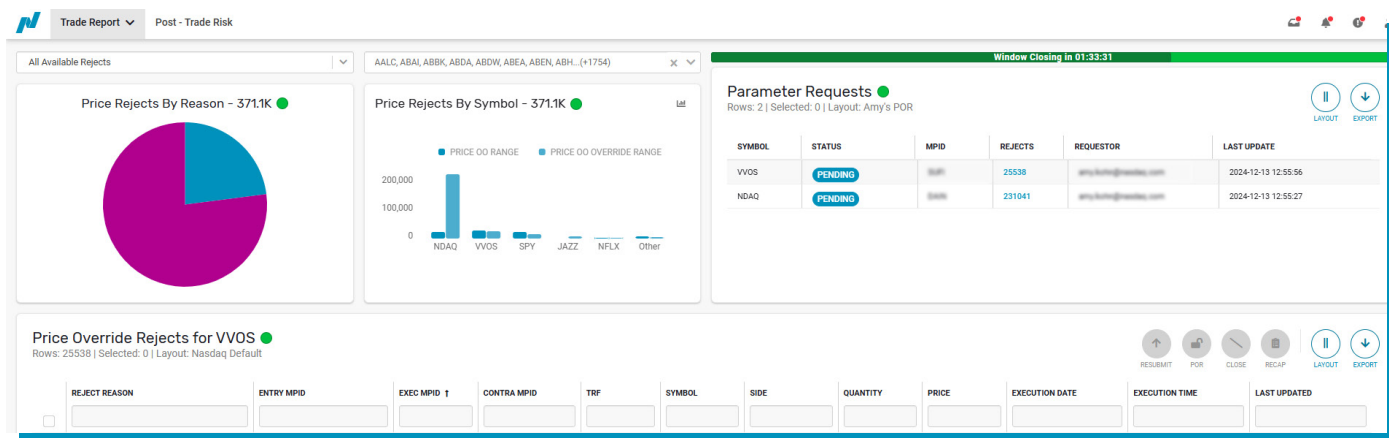 Trade Report
Post - Trade Risk
All Available Rejects
AALC, ABAI, ABBK, ABDA, ABDW, ABEA, ABEN, ABH...(+1754)
Window Closing in 01:33:31
Price Rejects By Reason - 371.1K
Price Rejects By Symbol - 371.1K
PRICE OO RANGE
PRICE OO OVERRIDE RANGE
200,000
100,000
0
NDAQ VVOS SPY JAZZ NFLX Other
Parameter Requests
Rows: 2 | Selected: 0 | Layout: Amy's POR
LAYOUT EXPORT
SYMBOL STATUS MPID REJECTS REQUESTOR LAST UPDATE
VVOS PENDING 25538 2024-12-13 12:55:56
NDAQ PENDING 231041 2024-12-13 12:55:27
Price Override Rejects for VVOS
Rows: 25538 | Selected: 0 | Layout: Nasdaq Default
RESUBMIT POR CLOSE RECAP LAYOUT EXPORT
REJECT REASON ENTRY MPID EXEC MPID ↑ CONTRA MPID TRF SYMBOL SIDE QUANTITY PRICE EXECUTION DATE EXECUTION TIME LAST UPDATED